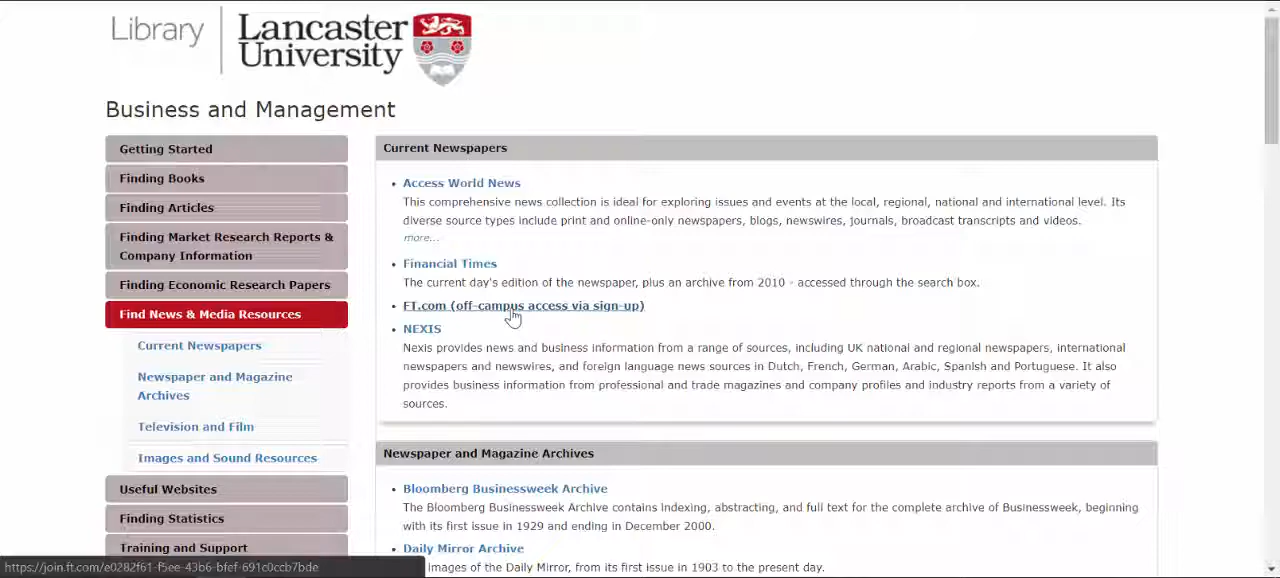 Library
Lancaster
University
Business and Management
Getting Started
Finding Books
Finding Articles
Finding Market Research Reports &
Company Information
Finding Economic Research Papers
Find News & Media Resources
Current Newspapers
Newspaper and Magazine
Archives
Television and Film
Images and Sound Resources
Useful Websites
Finding Statistics
Training and Support
Current Newspapers
• Access World News
This comprehensive news collection is ideal for exploring issues and events at the local, regional, national and international level. Its
diverse source types include print and online-only newspapers, blogs, newswires, journals, broadcast transcripts and videos.
more...
• Financial Times
The current day's edition of the newspaper, plus an archive from 2010 - accessed through the search box.
• FT.com (off-campus access via sign-up)
• NEXIS
Nexis provides news and business information from a range of sources, including UK national and regional newspapers, international
newspapers and newswires, and foreign language news sources in Dutch, French, German, Arabic, Spanish and Portuguese. It also
provides business information from professional and trade magazines and company profiles and industry reports from a variety of
sources.
Newspaper and Magazine Archives
• Bloomberg Businessweek Archive
The Bloomberg Businessweek Archive contains indexing, abstracting, and full text for the complete archive of Businessweek, beginning
with its first issue in 1929 and ending in December 2000.
• Daily Mirror Archive
images of the Daily Mirror, from its first issue in 1903 to the present day.
https://join.ft.com/e0282f61-f5ee-43b6-bfef-691c0ccb7bde